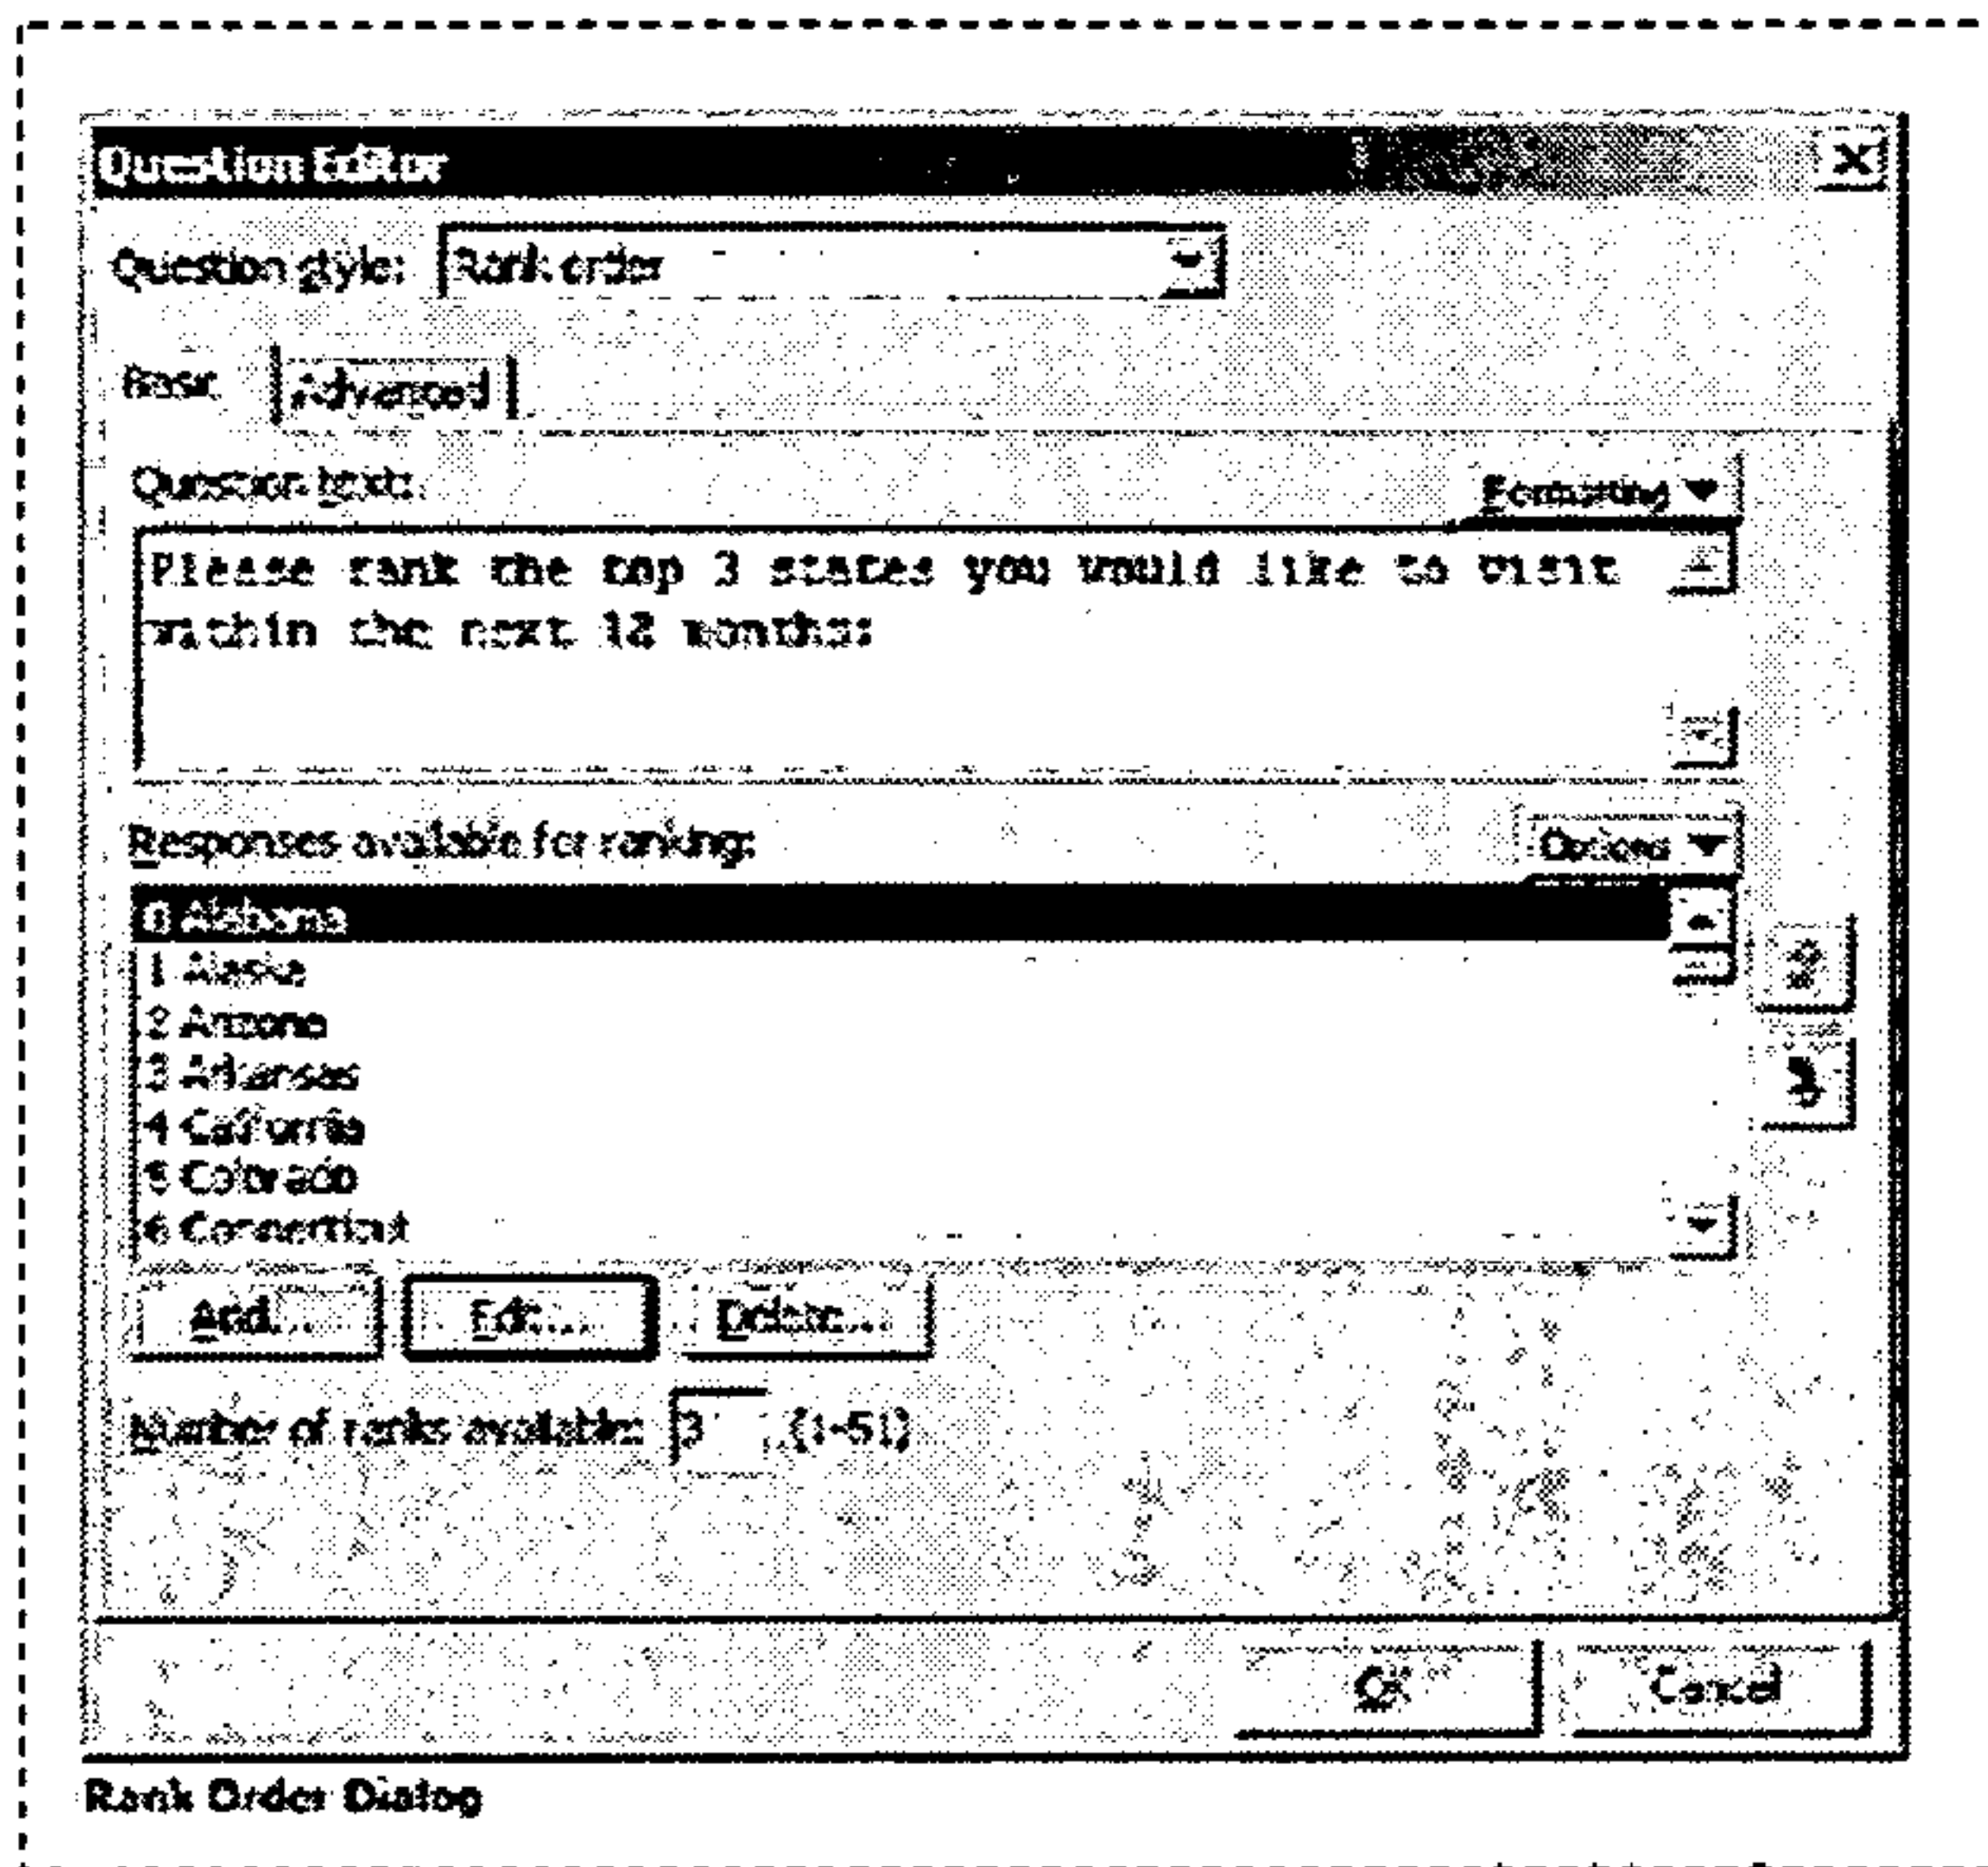 Question Editor
Question style: Rank order
Basic Advanced
Question text: Formatting
Please rank the top 3 states you would like to visit
within the next 12 months:
Responses available for ranking: Options
0 Alabama
1 Alaska
2 Arizona
3 Arkansas
4 California
5 Colorado
6 Connecticut
Add... Edit... Delete...
Number of ranks available: 3 (1-51)
OK Cancel
Rank Order Dialog